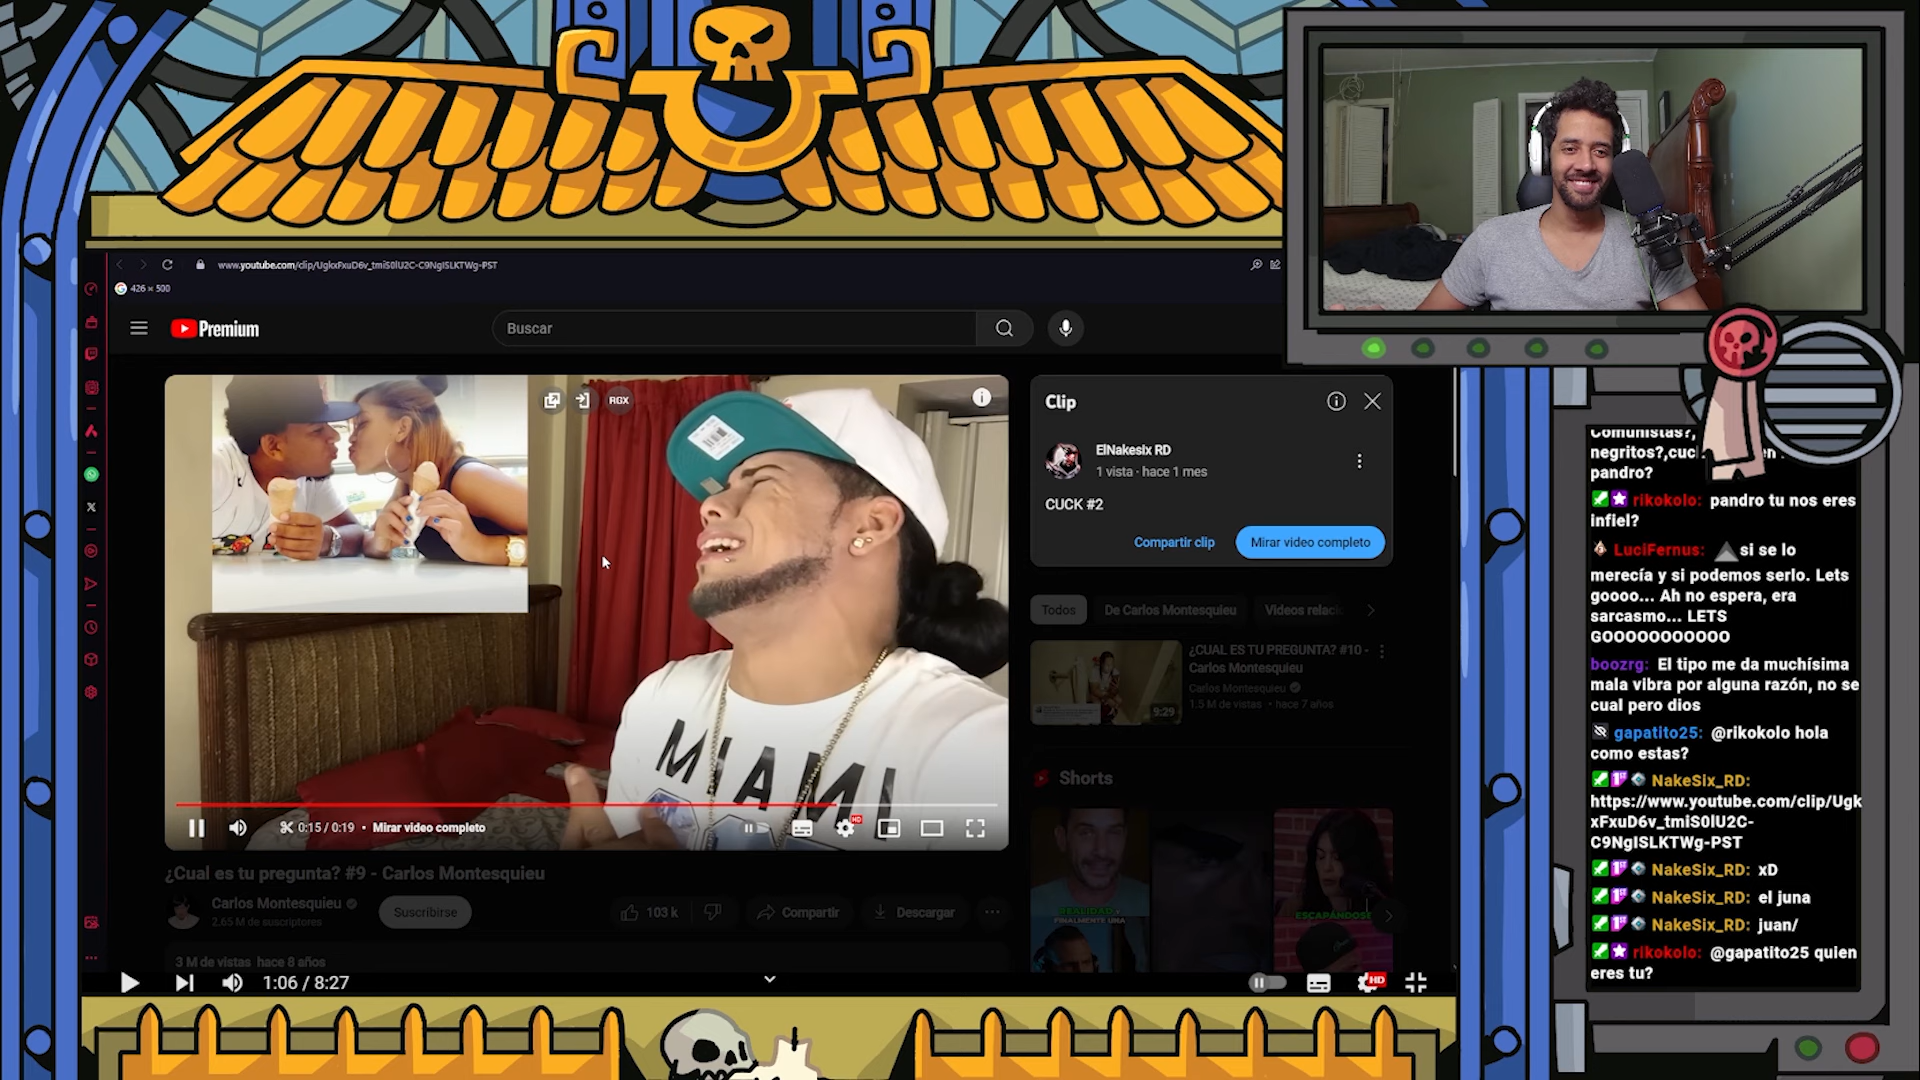 www.youtube.com/clip/UgkxFxuD6v_tmiS0lU2C-C9NgISLKTWg-PST
426 × 500
Premium
Buscar
RGX
MIAMI
0:15 / 0:19 • Mirar video completo
HD
Clip
ElNakesix RD
1 vista · hace 1 mes
CUCK #2
Compartir clip
Mirar video completo
Todos
De Carlos Montesquieu
Videos relaci
¿CUAL ES TU PREGUNTA? #10 -
Carlos Montesquieu
Carlos Montesquieu
1.5 M de vistas • hace 7 años
9:29
Shorts
REALIDAD
FINALMENTE UNA
ESCAPÁNDOSE
¿Cual es tu pregunta? #9 - Carlos Montesquieu
Carlos Montesquieu
2.65 M de suscriptores
Suscribirse
103 k
Compartir
Descargar
3 M de vistas hace 8 años
1:06 / 8:27
HD
Comunistas?,
negritos?,cuc
pandro?
rikokolo: pandro tu nos eres
infiel?
LuciFernus: si se lo
merecía y si podemos serlo. Lets
goooo... Ah no espera, era
sarcasmo... LETS
GOOOOOOOOOOO
boozrg: El tipo me da muchísima
mala vibra por alguna razón, no se
cual pero dios
gapatito25: @rikokolo hola
como estas?
NakeSix_RD:
https://www.youtube.com/clip/Ugk
xFxuD6v_tmiS0lU2C-
C9NgISLKTWg-PST
NakeSix_RD: xD
NakeSix_RD: el juna
NakeSix_RD: juan/
rikokolo: @gapatito25 quien
eres tu?